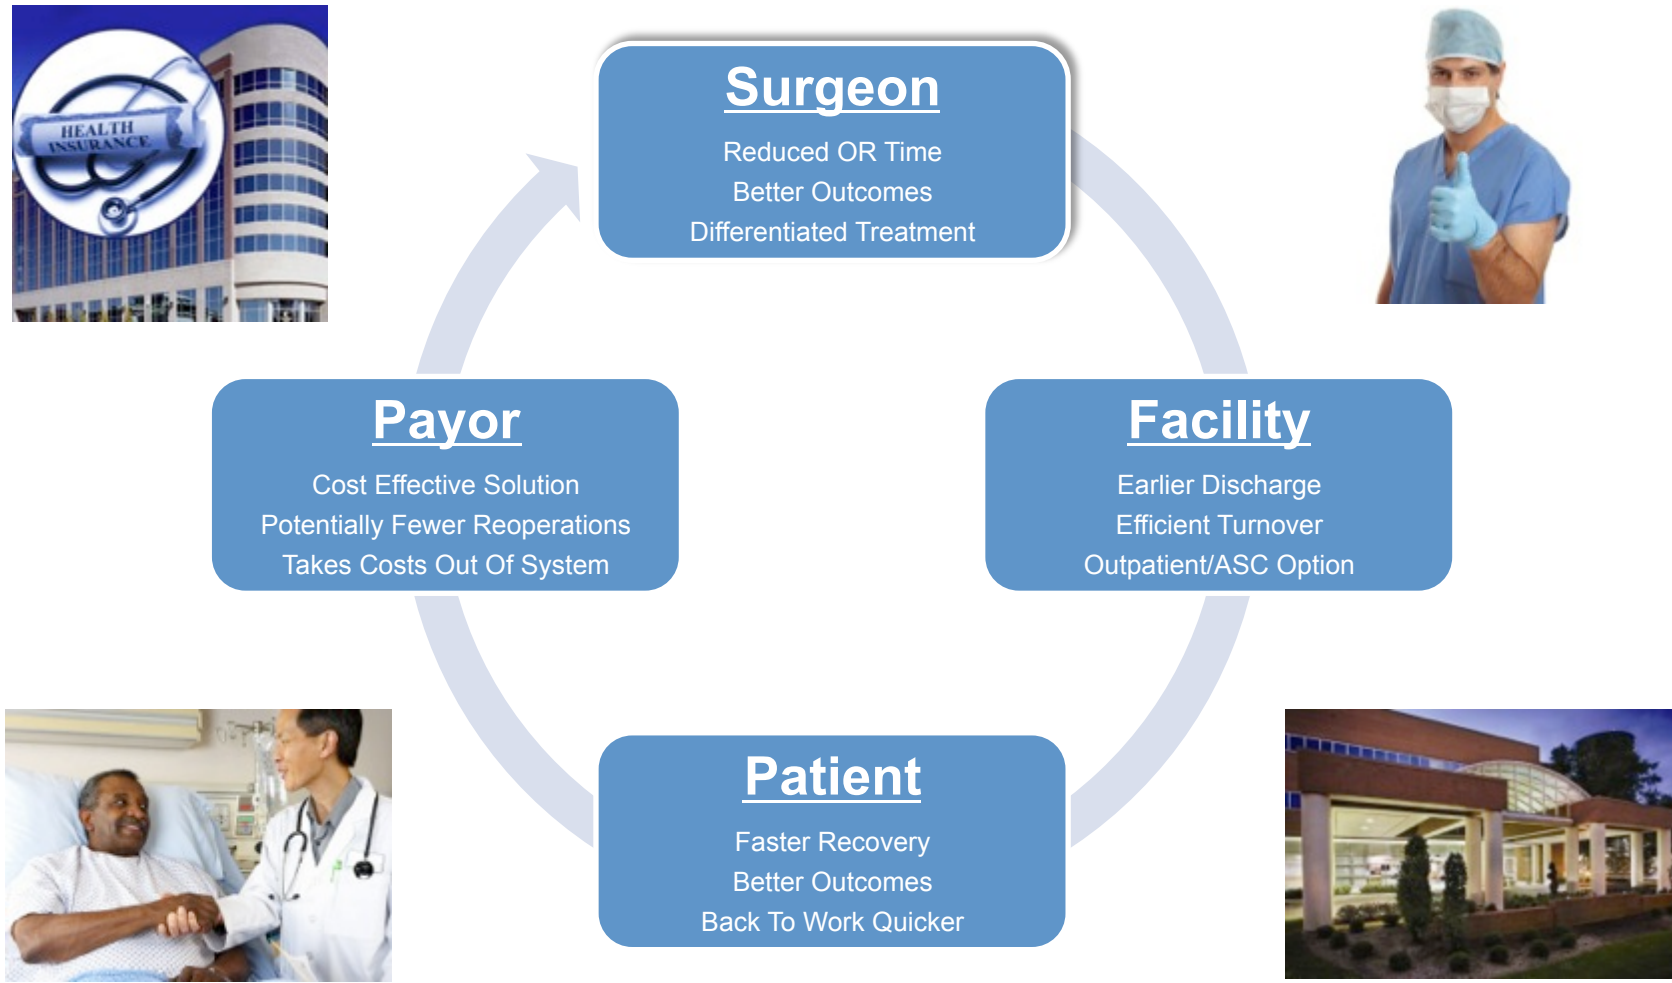 HEALTH
INSURANCE
Surgeon
Reduced OR Time
Better Outcomes
Differentiated Treatment
Payor
Cost Effective Solution
Potentially Fewer Reoperations
Takes Costs Out Of System
Facility
Earlier Discharge
Efficient Turnover
Outpatient/ASC Option
Patient
Faster Recovery
Better Outcomes
Back To Work Quicker